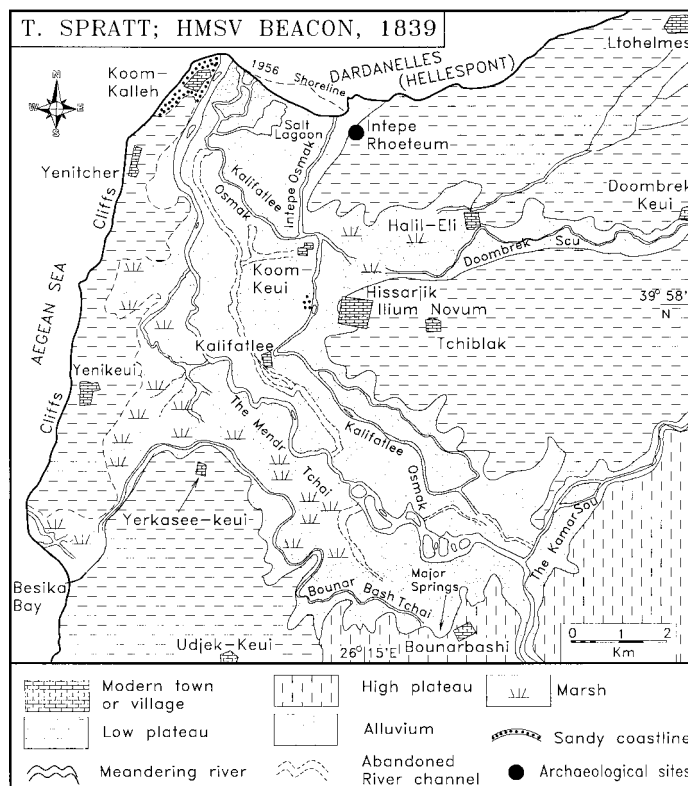 T. SPRATT; HMSV BEACON, 1839
N
W
E
S
Koom-
Kalleh
1956 Shoreline
DARDANELLES
(HELLESPONT)
Ltohelmes
Salt
Lagoon
Intepe
Rhoeteum
Yenitcher
Cliffs
Kalifatlee
Osmak
Intepe Osmak
Halil-Eli
Doombrek
Keui
Doombrek Scu
Koom-
Keui
AEGEAN SEA
Hissarjik
Ilium Novum
39° 58'
N
Tchiblak
Kalifatlee
Yenikeui
Cliffs
The Mendr
Tchai
Kalifatlee
Osmak
Yerkasee-keui
The Kamar Sou
Besika
Bay
Major
Springs
Bounar Bash Tchai
Bounarbashi
Udjek-Keui
26° 15'E
0 1 2
Km
Modern town
or village
High plateau
Marsh
Low plateau
Alluvium
Sandy coastline
Meandering river
Abandoned
River channel
Archaeological sites